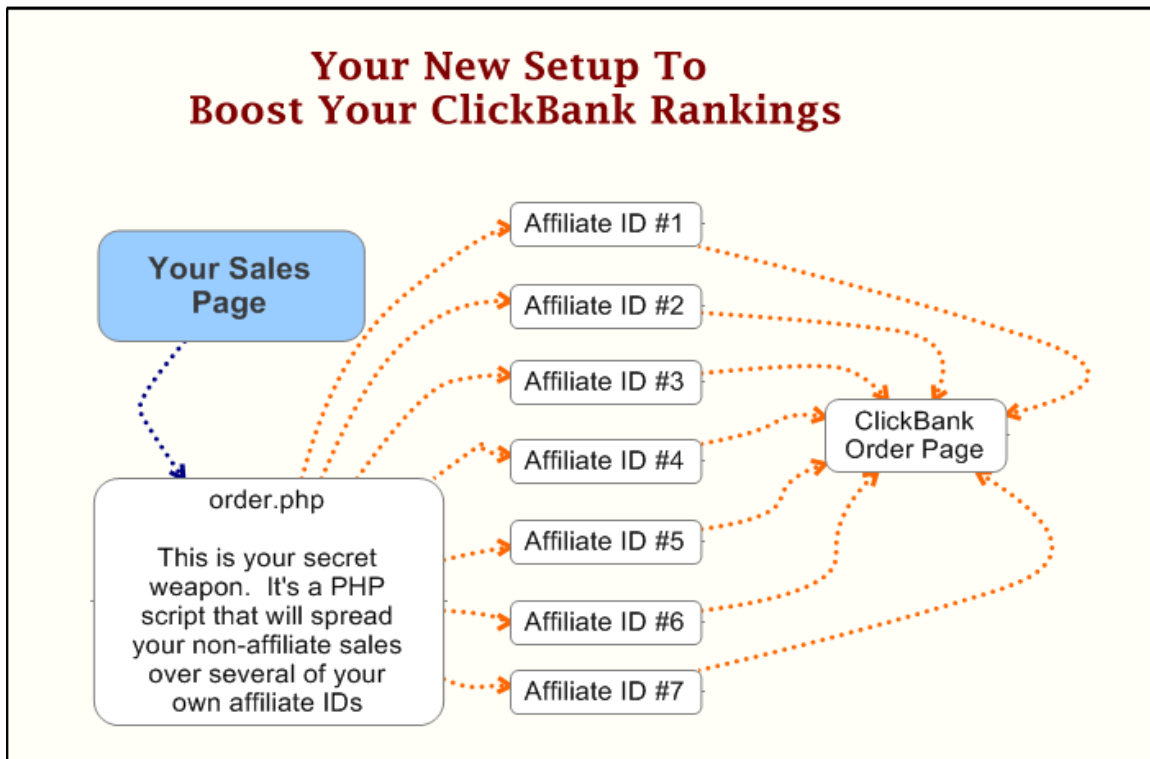 Your New Setup To
Boost Your ClickBank Rankings
Your Sales
Page
order.php
This is your secret
weapon.  It's a PHP
script that will spread
your non-affiliate sales
over several of your
own affiliate IDs
Affiliate ID #1
Affiliate ID #2
Affiliate ID #3
Affiliate ID #4
Affiliate ID #5
Affiliate ID #6
Affiliate ID #7
ClickBank
Order Page